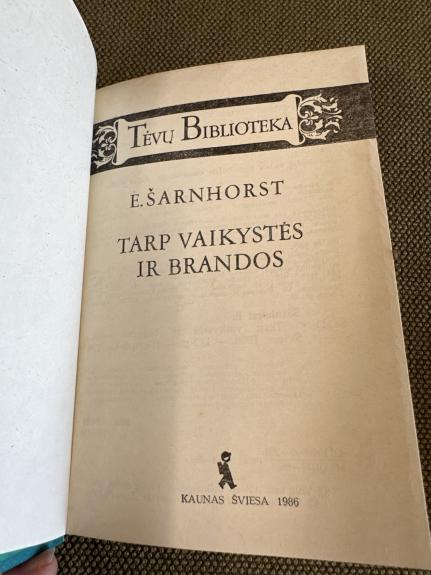 TĖVŲ BIBLIOTEKA
E. ŠARNHORST
TARP VAIKYSTĖS
IR BRANDOS
KAUNAS ŠVIESA 1986